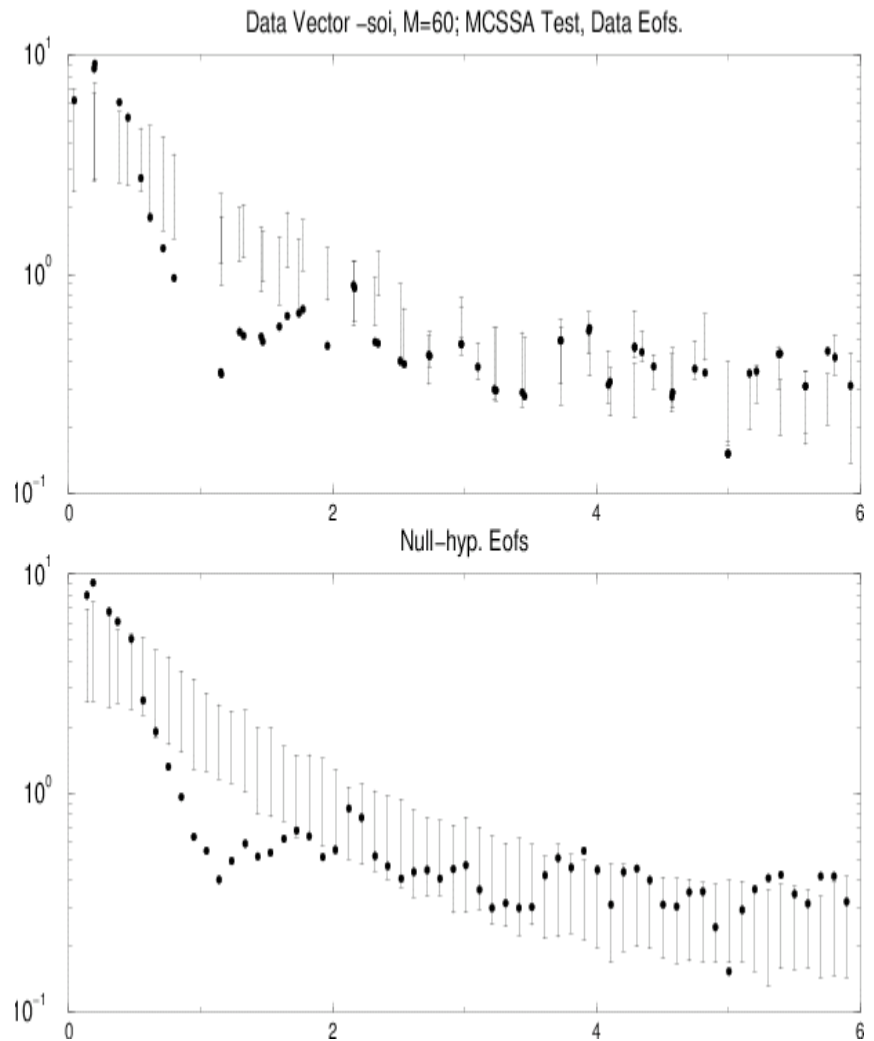 Data Vector −soi, M=60; MCSSA Test, Data Eofs.
10^1
10^0
10^-1
0 2 4 6
Null−hyp. Eofs
10^1
10^0
10^-1
0 2 4 6